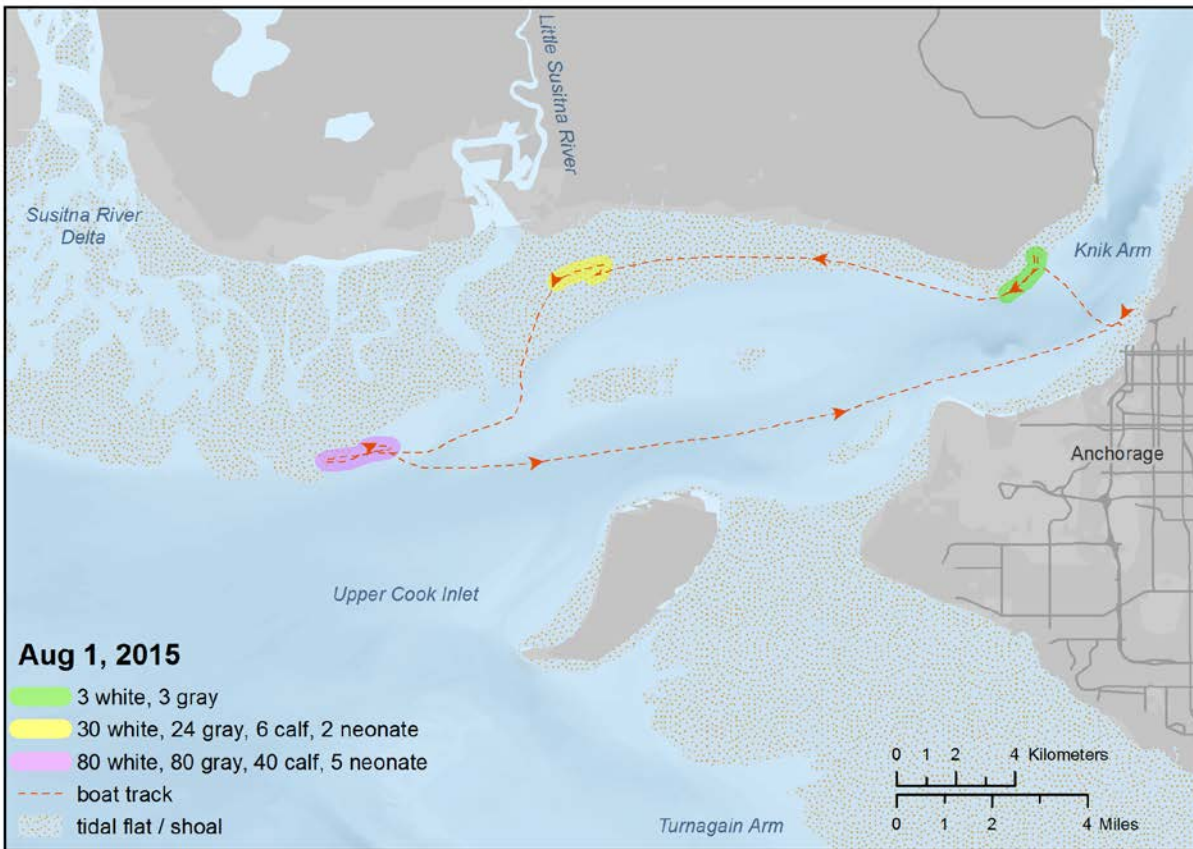 Little Susitna River
Susitna River
Delta
Knik Arm
Anchorage
Upper Cook Inlet
Turnagain Arm
Aug 1, 2015
3 white, 3 gray
30 white, 24 gray, 6 calf, 2 neonate
80 white, 80 gray, 40 calf, 5 neonate
boat track
tidal flat / shoal
0 1 2 4 Kilometers
0 1 2 4 Miles